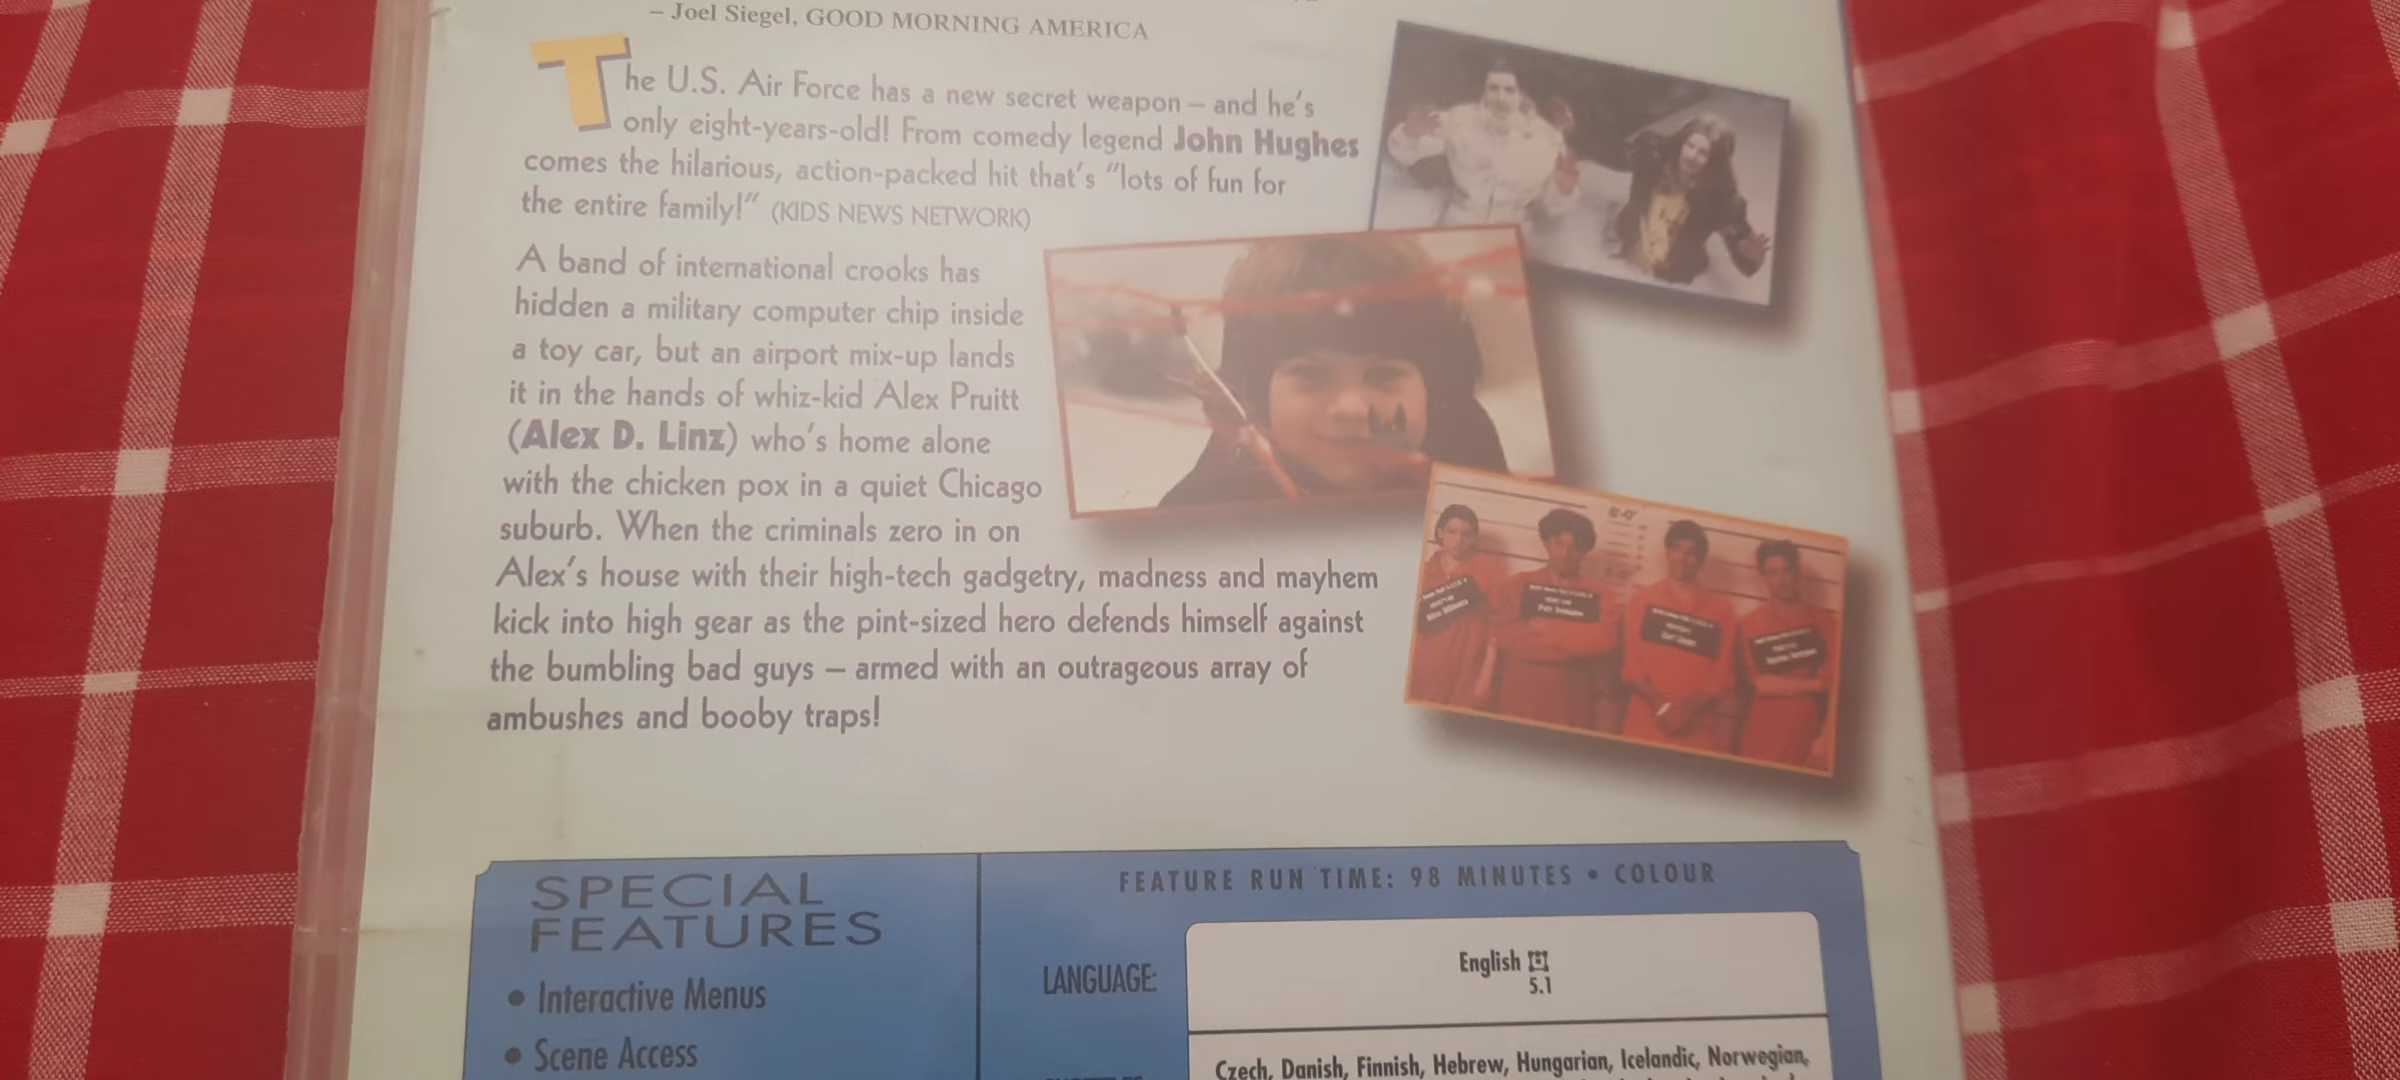 – Joel Siegel, GOOD MORNING AMERICA
The U.S. Air Force has a new secret weapon – and he's
only eight-years-old! From comedy legend John Hughes
comes the hilarious, action-packed hit that's "lots of fun for
the entire family!" (KIDS NEWS NETWORK)
A band of international crooks has
hidden a military computer chip inside
a toy car, but an airport mix-up lands
it in the hands of whiz-kid Alex Pruitt
(Alex D. Linz) who's home alone
with the chicken pox in a quiet Chicago
suburb. When the criminals zero in on
Alex's house with their high-tech gadgetry, madness and mayhem
kick into high gear as the pint-sized hero defends himself against
the bumbling bad guys – armed with an outrageous array of
ambushes and booby traps!
SPECIAL
FEATURES
• Interactive Menus
• Scene Access
FEATURE RUN TIME: 98 MINUTES • COLOUR
LANGUAGE:
English
5.1
Czech, Danish, Finnish, Hebrew, Hungarian, Icelandic, Norwegian,